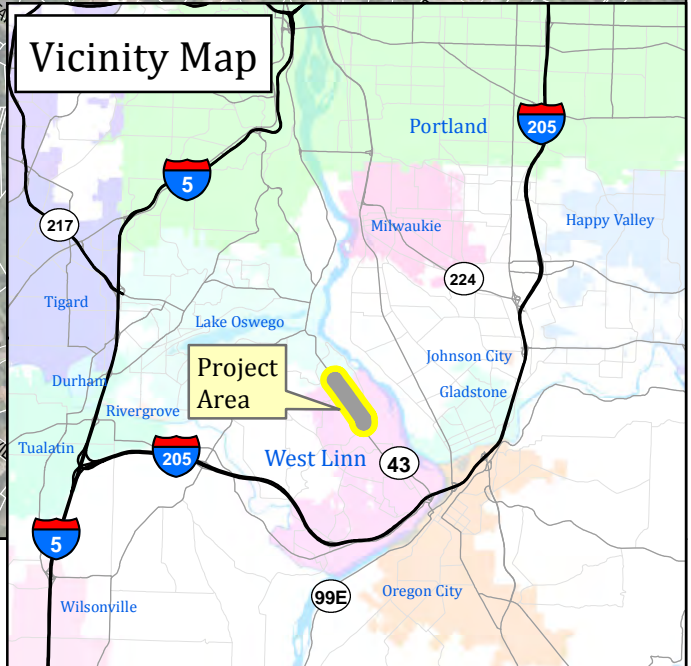 Vicinity Map
Portland
205
5
217
Milwaukie
Happy Valley
224
Tigard
Lake Oswego
Johnson City
Project
Area
Durham
Gladstone
Rivergrove
Tualatin
205
West Linn
43
5
99E
Oregon City
Wilsonville